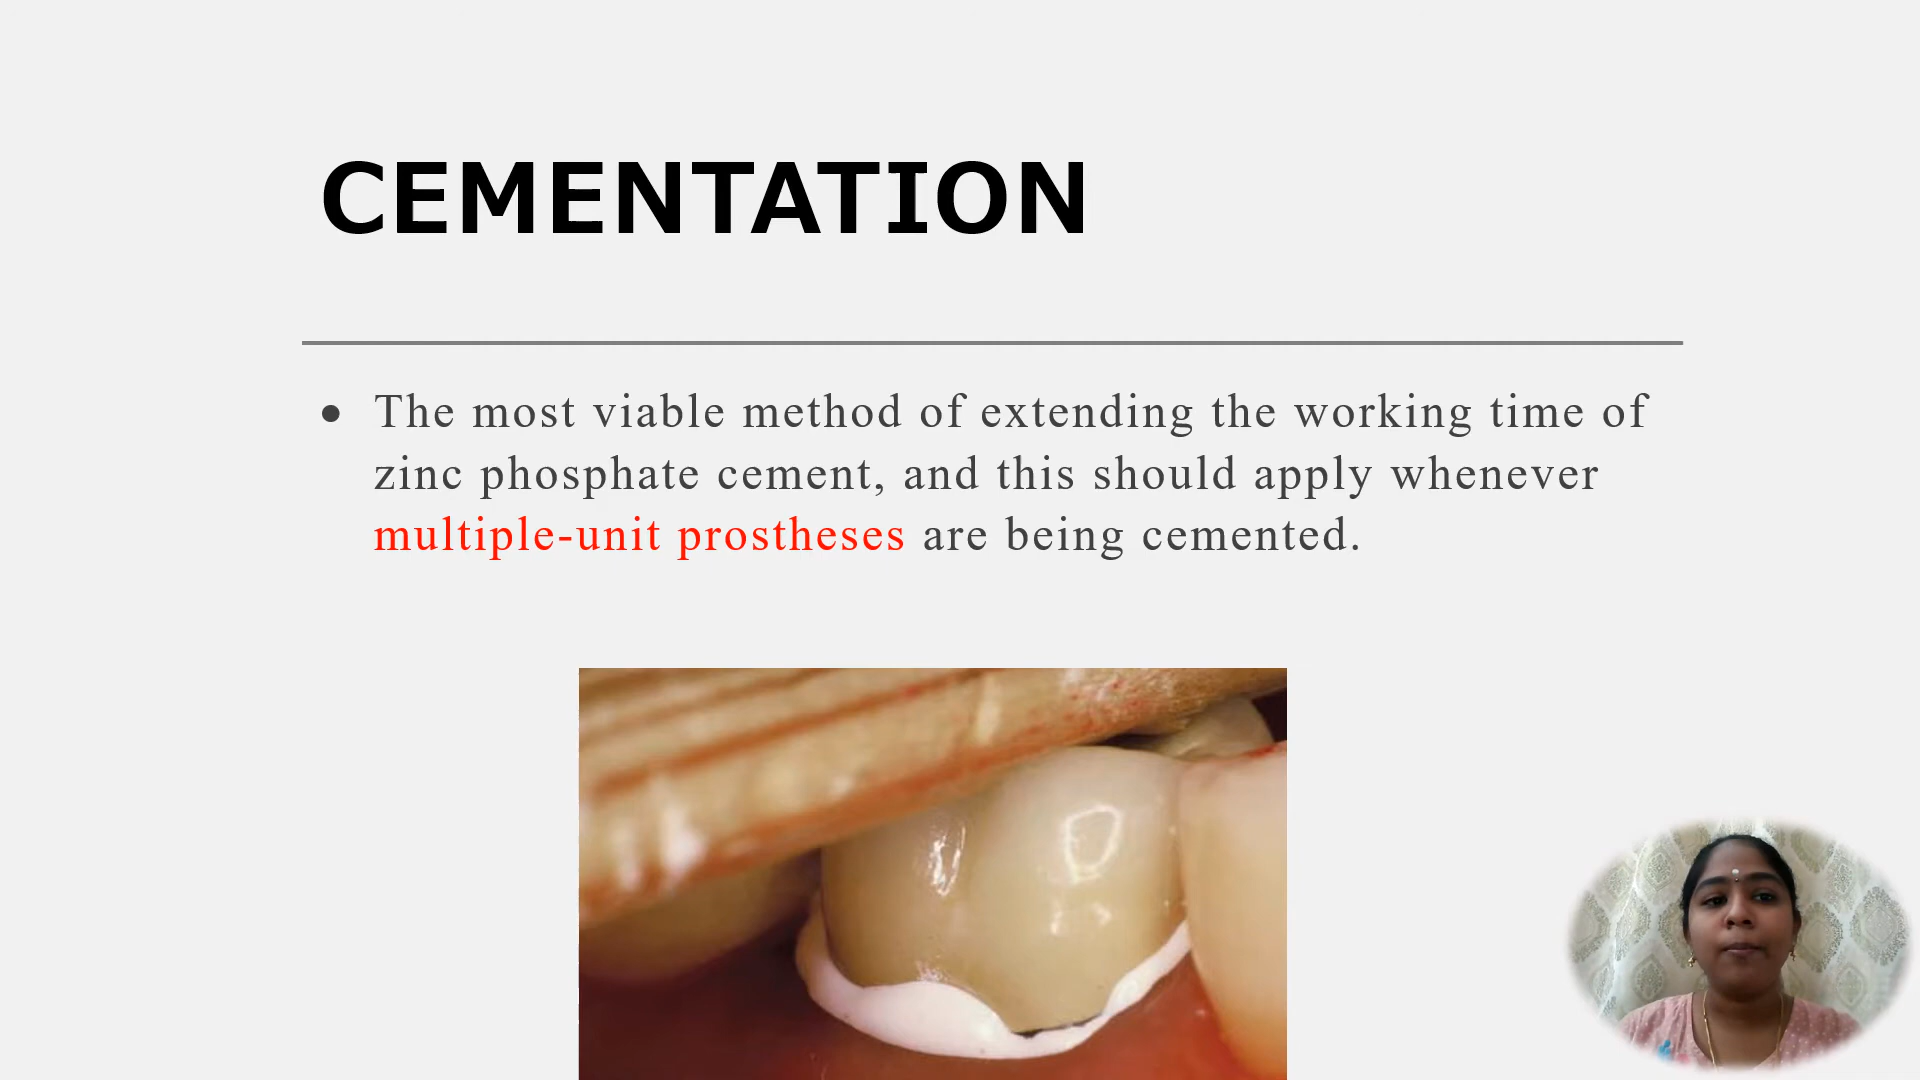 CEMENTATION
• The most viable method of extending the working time of
zinc phosphate cement, and this should apply whenever
multiple-unit prostheses are being cemented.